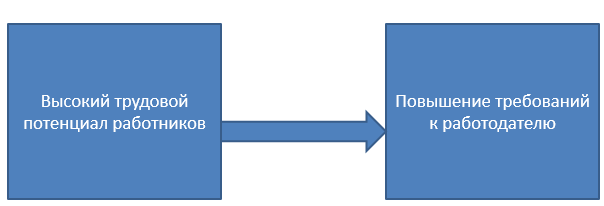 Высокий трудовой
потенциал работников
Повышение требований
к работодателю